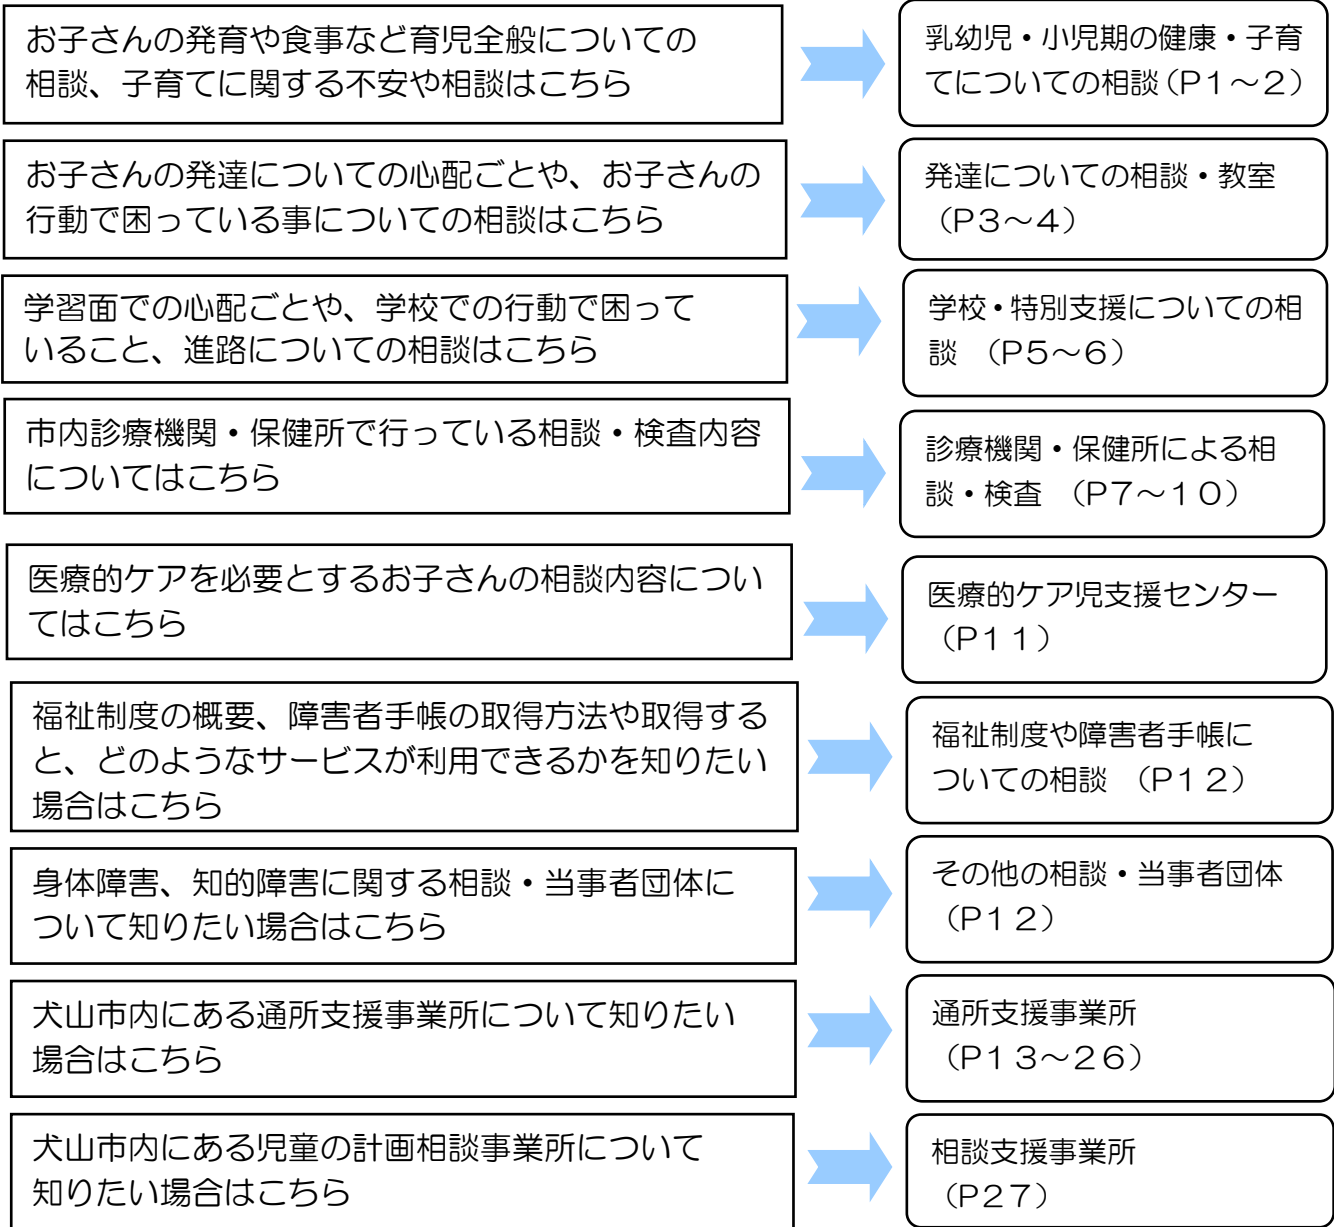 お子さんの発育や食事など育児全般についての
相談、子育てに関する不安や相談はこちら
乳幼児・小児期の健康・子育
てについての相談（P１～２）
お子さんの発達についての心配ごとや、お子さんの
行動で困っている事についての相談はこちら
発達についての相談・教室
（P３～４）
学習面での心配ごとや、学校での行動で困って
いること、進路についての相談はこちら
学校・特別支援についての相
談　（P５～６）
市内診療機関・保健所で行っている相談・検査内容
についてはこちら
診療機関・保健所による相
談・検査　（P７～１０）
医療的ケアを必要とするお子さんの相談内容につい
てはこちら
医療的ケア児支援センター
（P１１）
福祉制度の概要、障害者手帳の取得方法や取得する
と、どのようなサービスが利用できるかを知りたい
場合はこちら
福祉制度や障害者手帳に
ついての相談　（P１２）
身体障害、知的障害に関する相談・当事者団体に
ついて知りたい場合はこちら
その他の相談・当事者団体
（P１２）
犬山市内にある通所支援事業所について知りたい
場合はこちら
通所支援事業所
（P１３～２６）
犬山市内にある児童の計画相談事業所について
知りたい場合はこちら
相談支援事業所
（P２７）